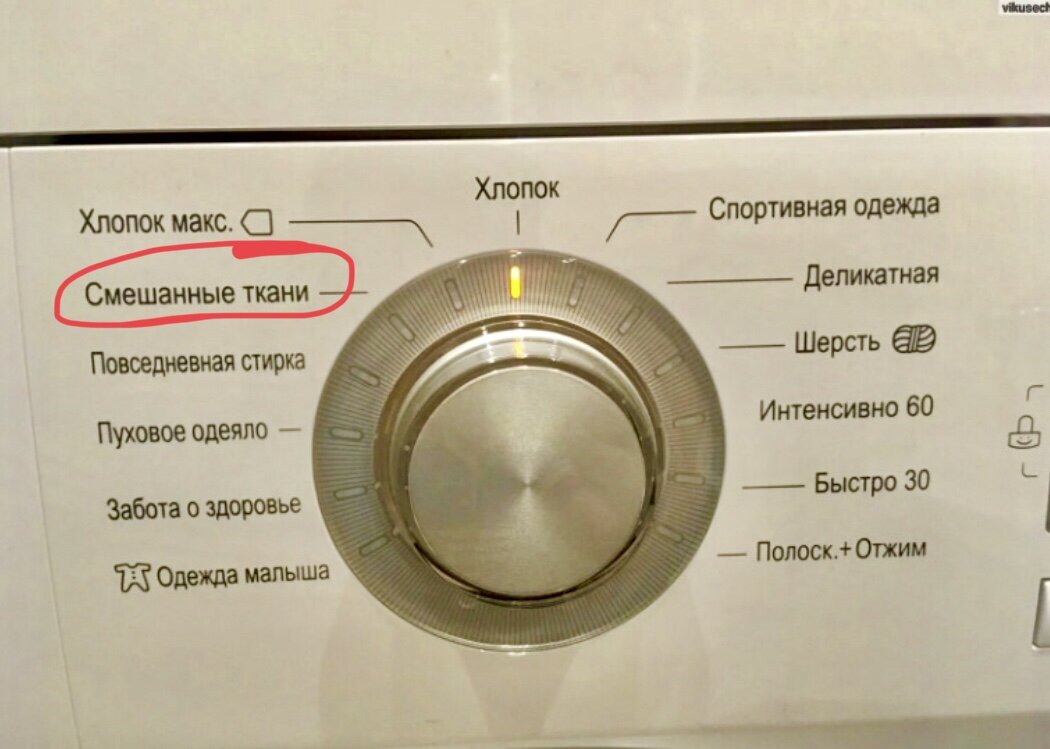 vikusech
Хлопок
Хлопок макс.
Смешанные ткани
Повседневная стирка
Пуховое одеяло
Забота о здоровье
Одежда малыша
Спортивная одежда
Деликатная
Шерсть
Интенсивно 60
Быстро 30
Полоск.+Отжим